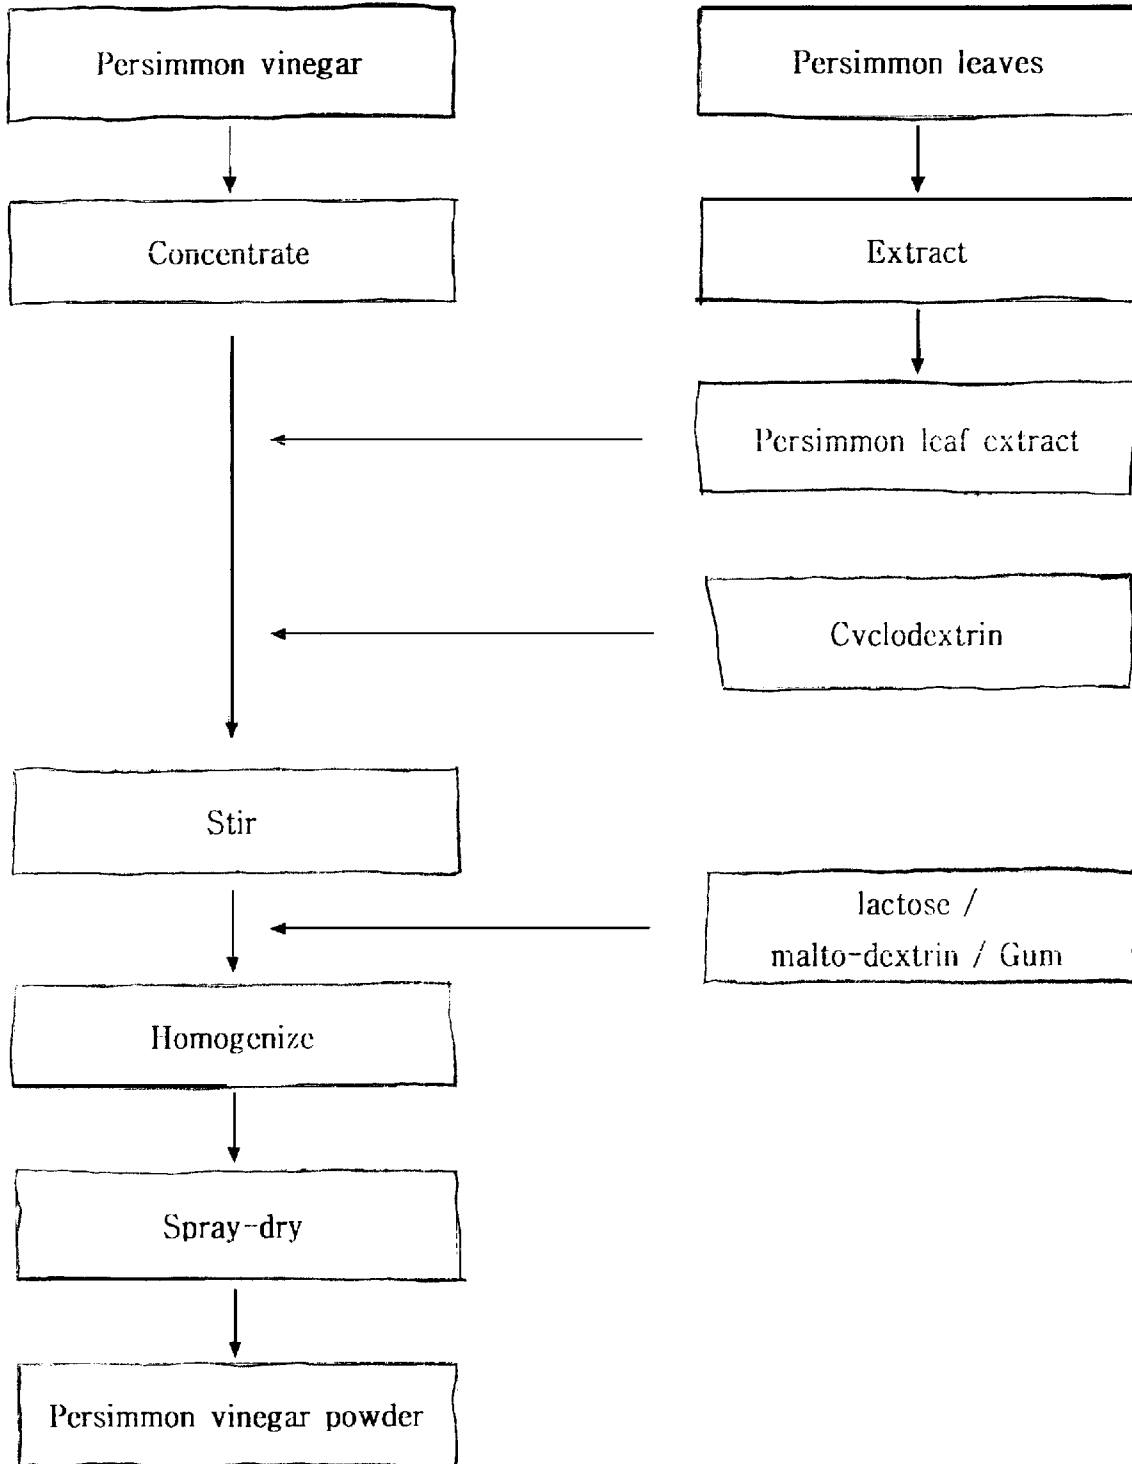 Persimmon vinegar
Persimmon leaves
Concentrate
Extract
Persimmon leaf extract
Cyclodextrin
Stir
lactose /
malto-dextrin / Gum
Homogenize
Spray-dry
Persimmon vinegar powder